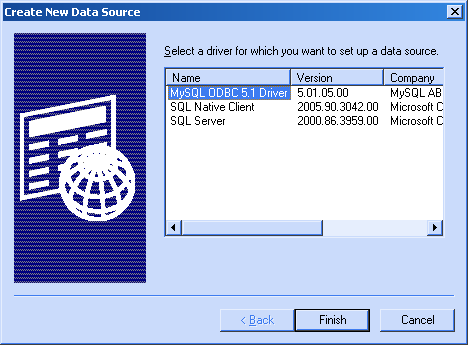 Create New Data Source
Select a driver for which you want to set up a data source.
Name Version Company
MySQL ODBC 5.1 Driver 5.01.05.00 MySQL AB
SQL Native Client 2005.90.3042.00 Microsoft C
SQL Server 2000.86.3959.00 Microsoft C
< Back Finish Cancel